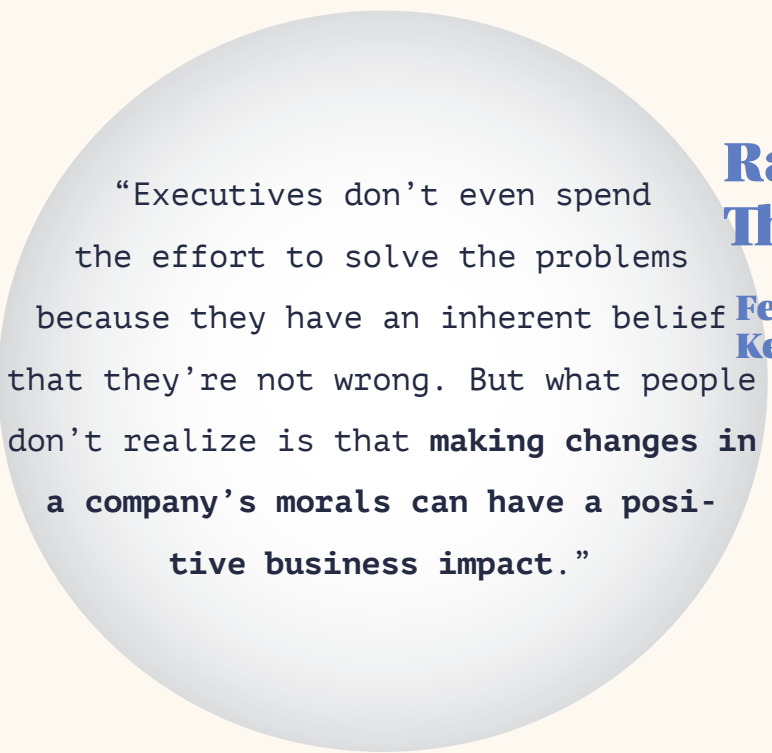 “Executives don’t even spend
the effort to solve the problems
because they have an inherent belief
that they’re not wrong. But what people
don’t realize is that making changes in
a company’s morals can have a posi-
tive business impact.”